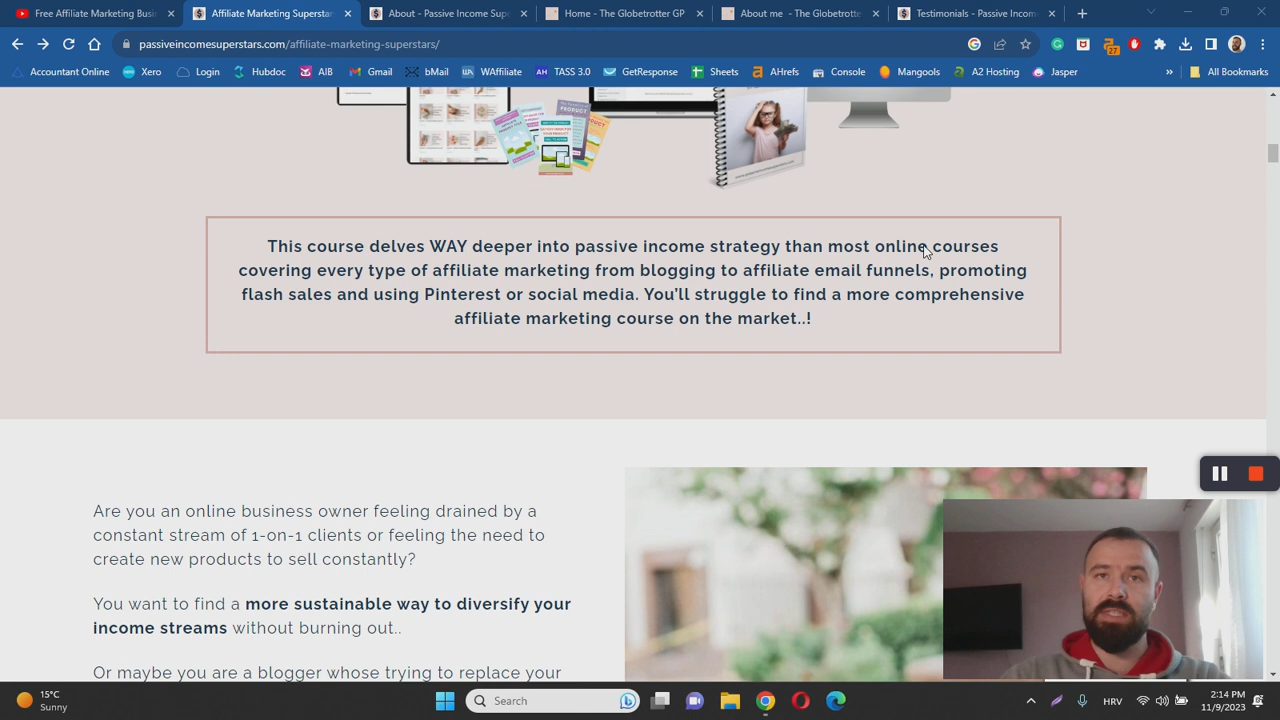 Free Affiliate Marketing Busi
Affiliate Marketing Superstar
About - Passive Income Supe
Home - The Globetrotter GP
About me - The Globetrotte
Testimonials - Passive Incom
passiveincomesuperstars.com/affiliate-marketing-superstars/
27
Accountant Online
Xero
Login
Hubdoc
AIB
Gmail
bMail
WAffiliate
AH TASS 3.0
GetResponse
Sheets
AHrefs
Console
Mangools
A2 Hosting
Jasper
»
All Bookmarks
PRODUCT
This course delves WAY deeper into passive income strategy than most online courses
covering every type of affiliate marketing from blogging to affiliate email funnels, promoting
flash sales and using Pinterest or social media. You’ll struggle to find a more comprehensive
affiliate marketing course on the market..!
Are you an online business owner feeling drained by a
constant stream of 1-on-1 clients or feeling the need to
create new products to sell constantly?
You want to find a more sustainable way to diversify your
income streams without burning out..
Or maybe you are a blogger whose trying to replace your
15°C
Sunny
Search
HRV
2:14 PM
11/9/2023